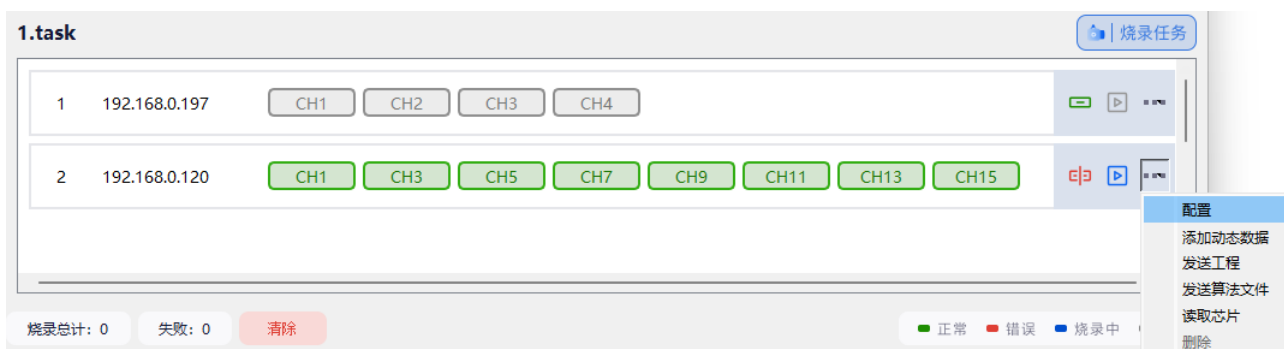 1.task
烧录任务
1 192.168.0.197 CH1 CH2 CH3 CH4
2 192.168.0.120 CH1 CH3 CH5 CH7 CH9 CH11 CH13 CH15
配置
添加动态数据
发送工程
发送算法文件
读取芯片
删除
烧录总计: 0 失败: 0 清除 正常 错误 烧录中